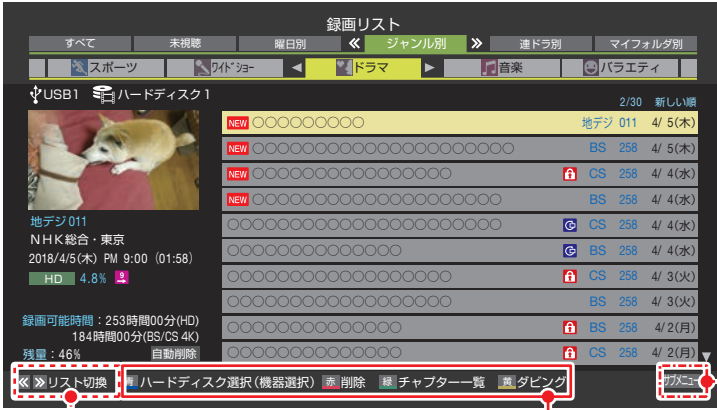 録画リスト
すべて 未視聴 曜日別 ≪ ジャンル別 ≫ 連ドラ別 マイフォルダ別
スポーツ ワイドショー ◀ ドラマ ▶ 音楽 バラエティ
USB1 ハードディスク1
2/30 新しい順
NEW ○○○○○○○○○ 地デジ 011 4/ 5(木)
NEW ○○○○○○○○○○○○○○○○○○○○○ BS 258 4/ 5(木)
NEW ○○○○○○○○○○○○○○○○ CS 258 4/ 4(水)
NEW ○○○○○○○○○○○○○○○○○○○○ BS 258 4/ 4(水)
○○○○○○○○○○○○○○○○○○○○○○ CS 258 4/ 4(水)
○○○○○○○○○○○○○○ BS 258 4/ 4(水)
○○○○○○○○○○○○○○○○○○ CS 258 4/ 3(火)
○○○○○○○○○○○○○○○○○○ BS 258 4/ 3(火)
○○○○○○○○○○○○○○ BS 258 4/ 2(月)
○○○○○○○○○○○○○○○○○○ CS 258 4/ 2(月)
地デジ 011
NHK総合・東京
2018/4/5(木) PM 9:00 (01:58)
HD 4.8% 9
録画可能時間：253時間00分(HD)
184時間00分(BS/CS 4K)
残量：46% 自動削除
≪ ≫ リスト切換 青 ハードディスク選択(機器選択) 赤 削除 緑 チャプター一覧 黄 ダビング サブメニュー